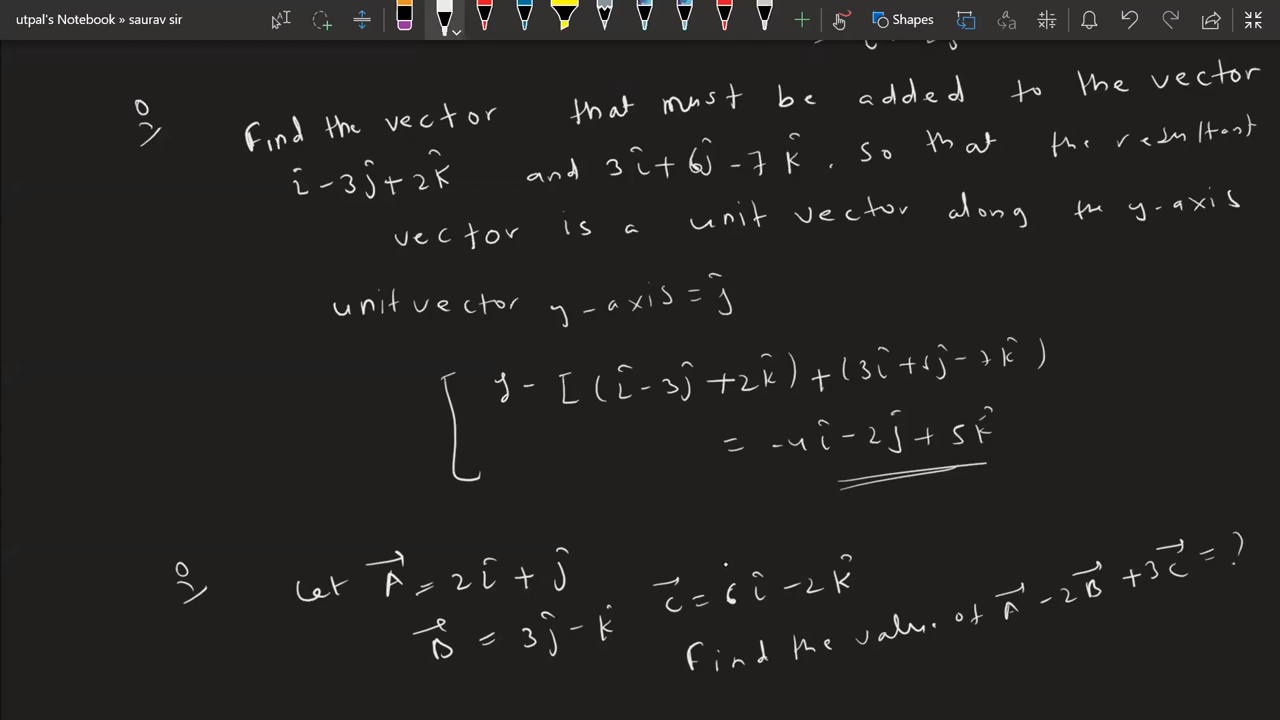 utpal's Notebook » saurav sir
Shapes
Q Find the vector that must be added to the vector
î - 3ĵ + 2k̂ and 3î + 6ĵ - 7k̂. So that the resultant
vector is a unit vector along the y-axis
unit vector y-axis = ĵ
ĵ - [(î - 3ĵ + 2k̂) + (3î + 6ĵ - 7k̂)
= -4î - 2ĵ + 5k̂
Q Let A⃗ = 2î + ĵ C⃗ = 6î - 2k̂
B⃗ = 3ĵ - k̂ Find the value of A⃗ - 2B⃗ + 3C⃗ = ?